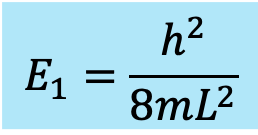 E₁ = h² / 8mL²